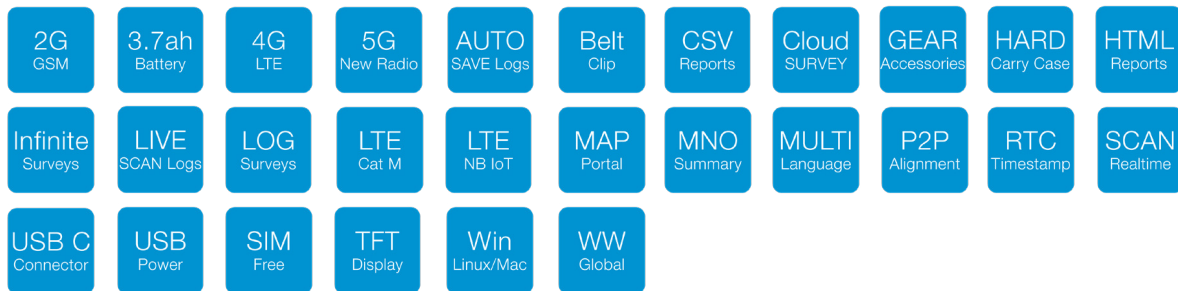 2G
GSM
3.7ah
Battery
4G
LTE
5G
New Radio
AUTO
SAVE Logs
Belt
Clip
CSV
Reports
Cloud
SURVEY
GEAR
Accessories
HARD
Carry Case
HTML
Reports
Infinite
Surveys
LIVE
SCAN Logs
LOG
Surveys
LTE
Cat M
LTE
NB IoT
MAP
Portal
MNO
Summary
MULTI
Language
P2P
Alignment
RTC
Timestamp
SCAN
Realtime
USB C
Connector
USB
Power
SIM
Free
TFT
Display
Win
Linux/Mac
WW
Global